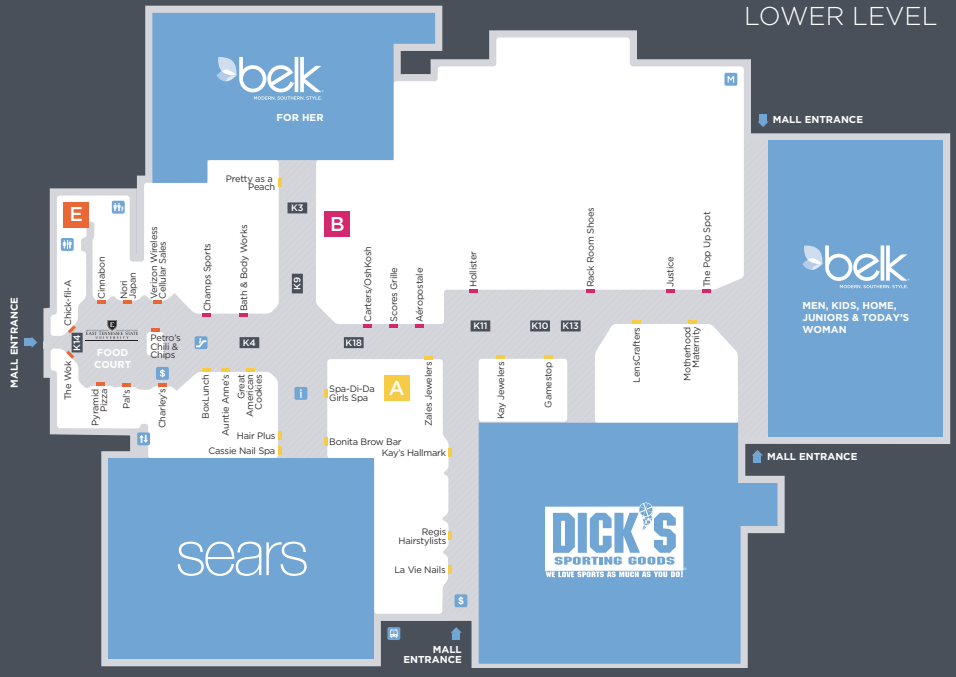 LOWER LEVEL
belk
MODERN. SOUTHERN. STYLE.
FOR HER
M
MALL ENTRANCE
Pretty as a
Peach
K3
E
B
Verizon Wireless
Cellular Sales
Champs Sports
Bath & Body Works
K9
Carters/OshKosh
Scores Grille
Aéropostale
Hollister
Rack Room Shoes
Justice
The Pop Up Spot
belk
MODERN. SOUTHERN. STYLE.
MEN, KIDS, HOME,
JUNIORS & TODAY'S
WOMAN
Chick-fil-A
Cinnabon
Nori
Japan
MALL ENTRANCE
K14
E
EAST TENNESSEE STATE
UNIVERSITY
FOOD
COURT
Petro's
Chili &
Chips
K4
K18
K11
K10
K13
The Wok
Pyramid
Pizza
Pal's
$
Charley's
BoxLunch
Auntie Anne's
Great
American
Cookies
i
Spa-Di-Da
Girls Spa
A
Zales Jewelers
Kay Jewelers
Gamestop
LensCrafters
Motherhood
Maternity
Hair Plus
Cassie Nail Spa
Bonita Brow Bar
Kay's Hallmark
MALL ENTRANCE
sears
Regis
Hairstylists
La Vie Nails
DICK'S
SPORTING GOODS
WE LOVE SPORTS AS MUCH AS YOU DO!
$
MALL
ENTRANCE